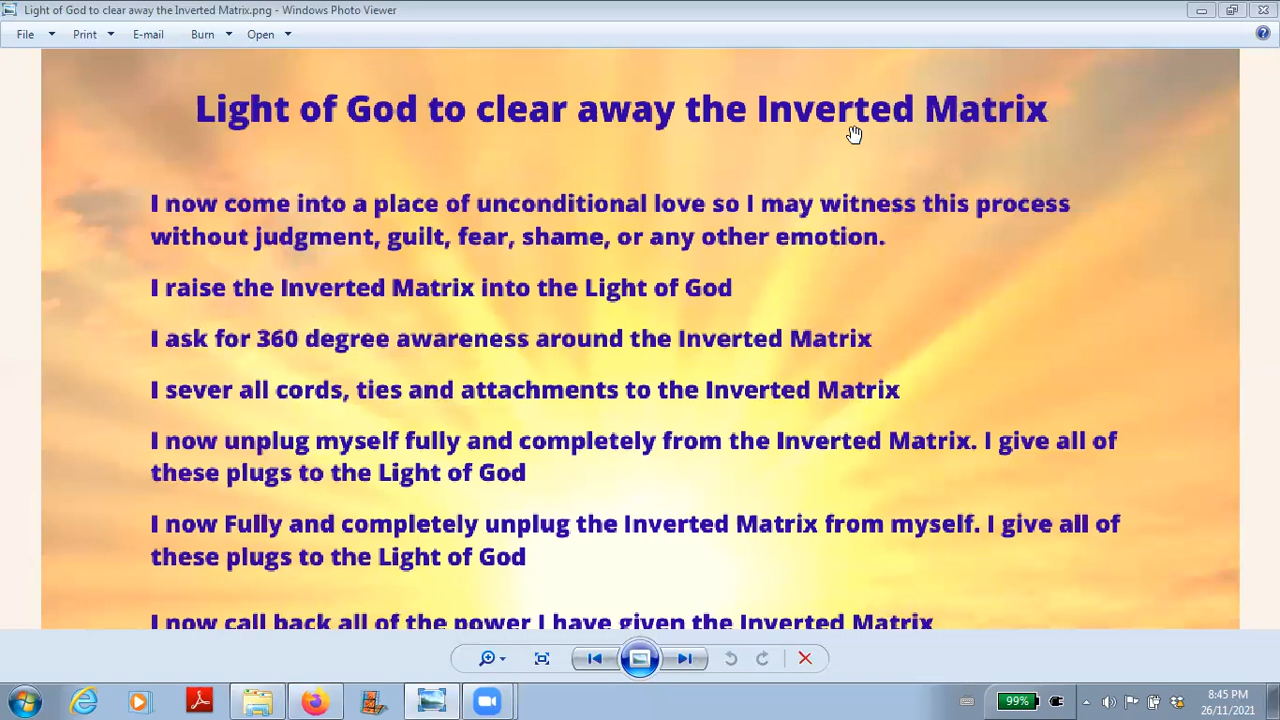 Light of God to clear away the Inverted Matrix.png - Windows Photo Viewer
File Print E-mail Burn Open
Light of God to clear away the Inverted Matrix
I now come into a place of unconditional love so I may witness this process
without judgment, guilt, fear, shame, or any other emotion.
I raise the Inverted Matrix into the Light of God
I ask for 360 degree awareness around the Inverted Matrix
I sever all cords, ties and attachments to the Inverted Matrix
I now unplug myself fully and completely from the Inverted Matrix. I give all of
these plugs to the Light of God
I now Fully and completely unplug the Inverted Matrix from myself. I give all of
these plugs to the Light of God
I now call back all of the power I have given the Inverted Matrix
99%
8:45 PM
26/11/2021